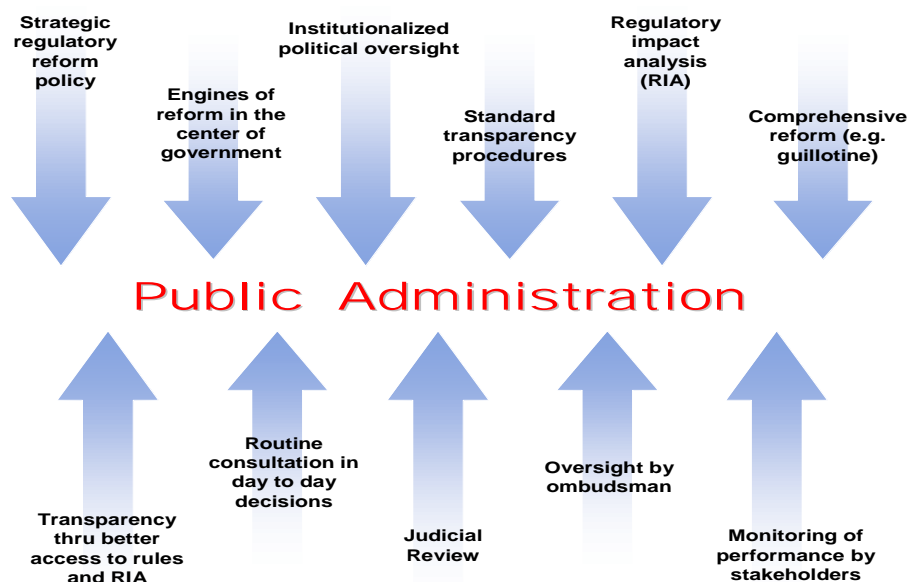 Strategic
regulatory
reform
policy
Engines of
reform in the
center of
government
Institutionalized
political oversight
Standard
transparency
procedures
Regulatory
impact
analysis
(RIA)
Comprehensive
reform (e.g.
guillotine)
Public Administration
Transparency
thru better
access to rules
and RIA
Routine
consultation in
day to day
decisions
Judicial
Review
Oversight by
ombudsman
Monitoring of
performance by
stakeholders